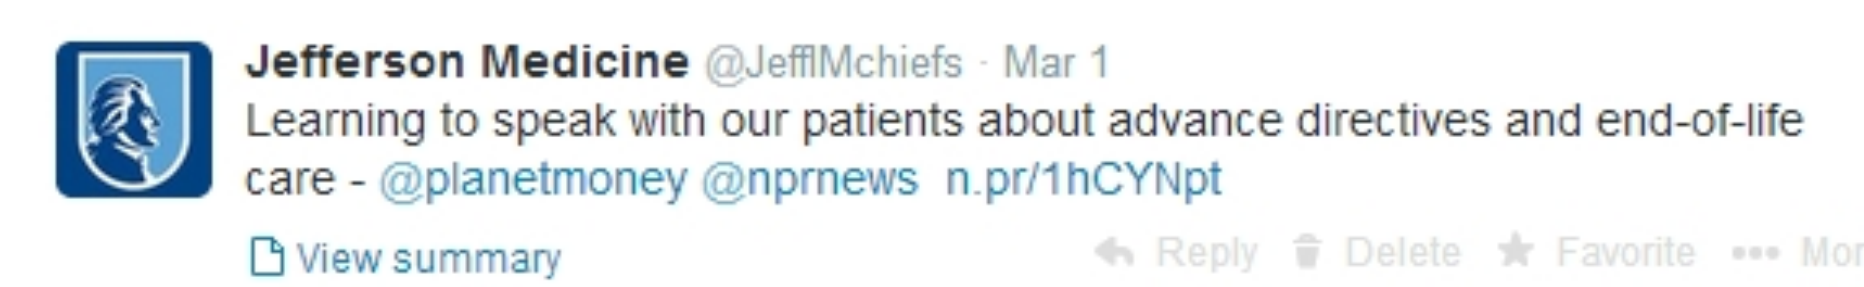 Jefferson Medicine @JeffIMchiefs · Mar 1
Learning to speak with our patients about advance directives and end-of-life
care - @planetmoney @nprnews n.pr/1hCYNpt
View summary Reply Delete Favorite ••• Mor